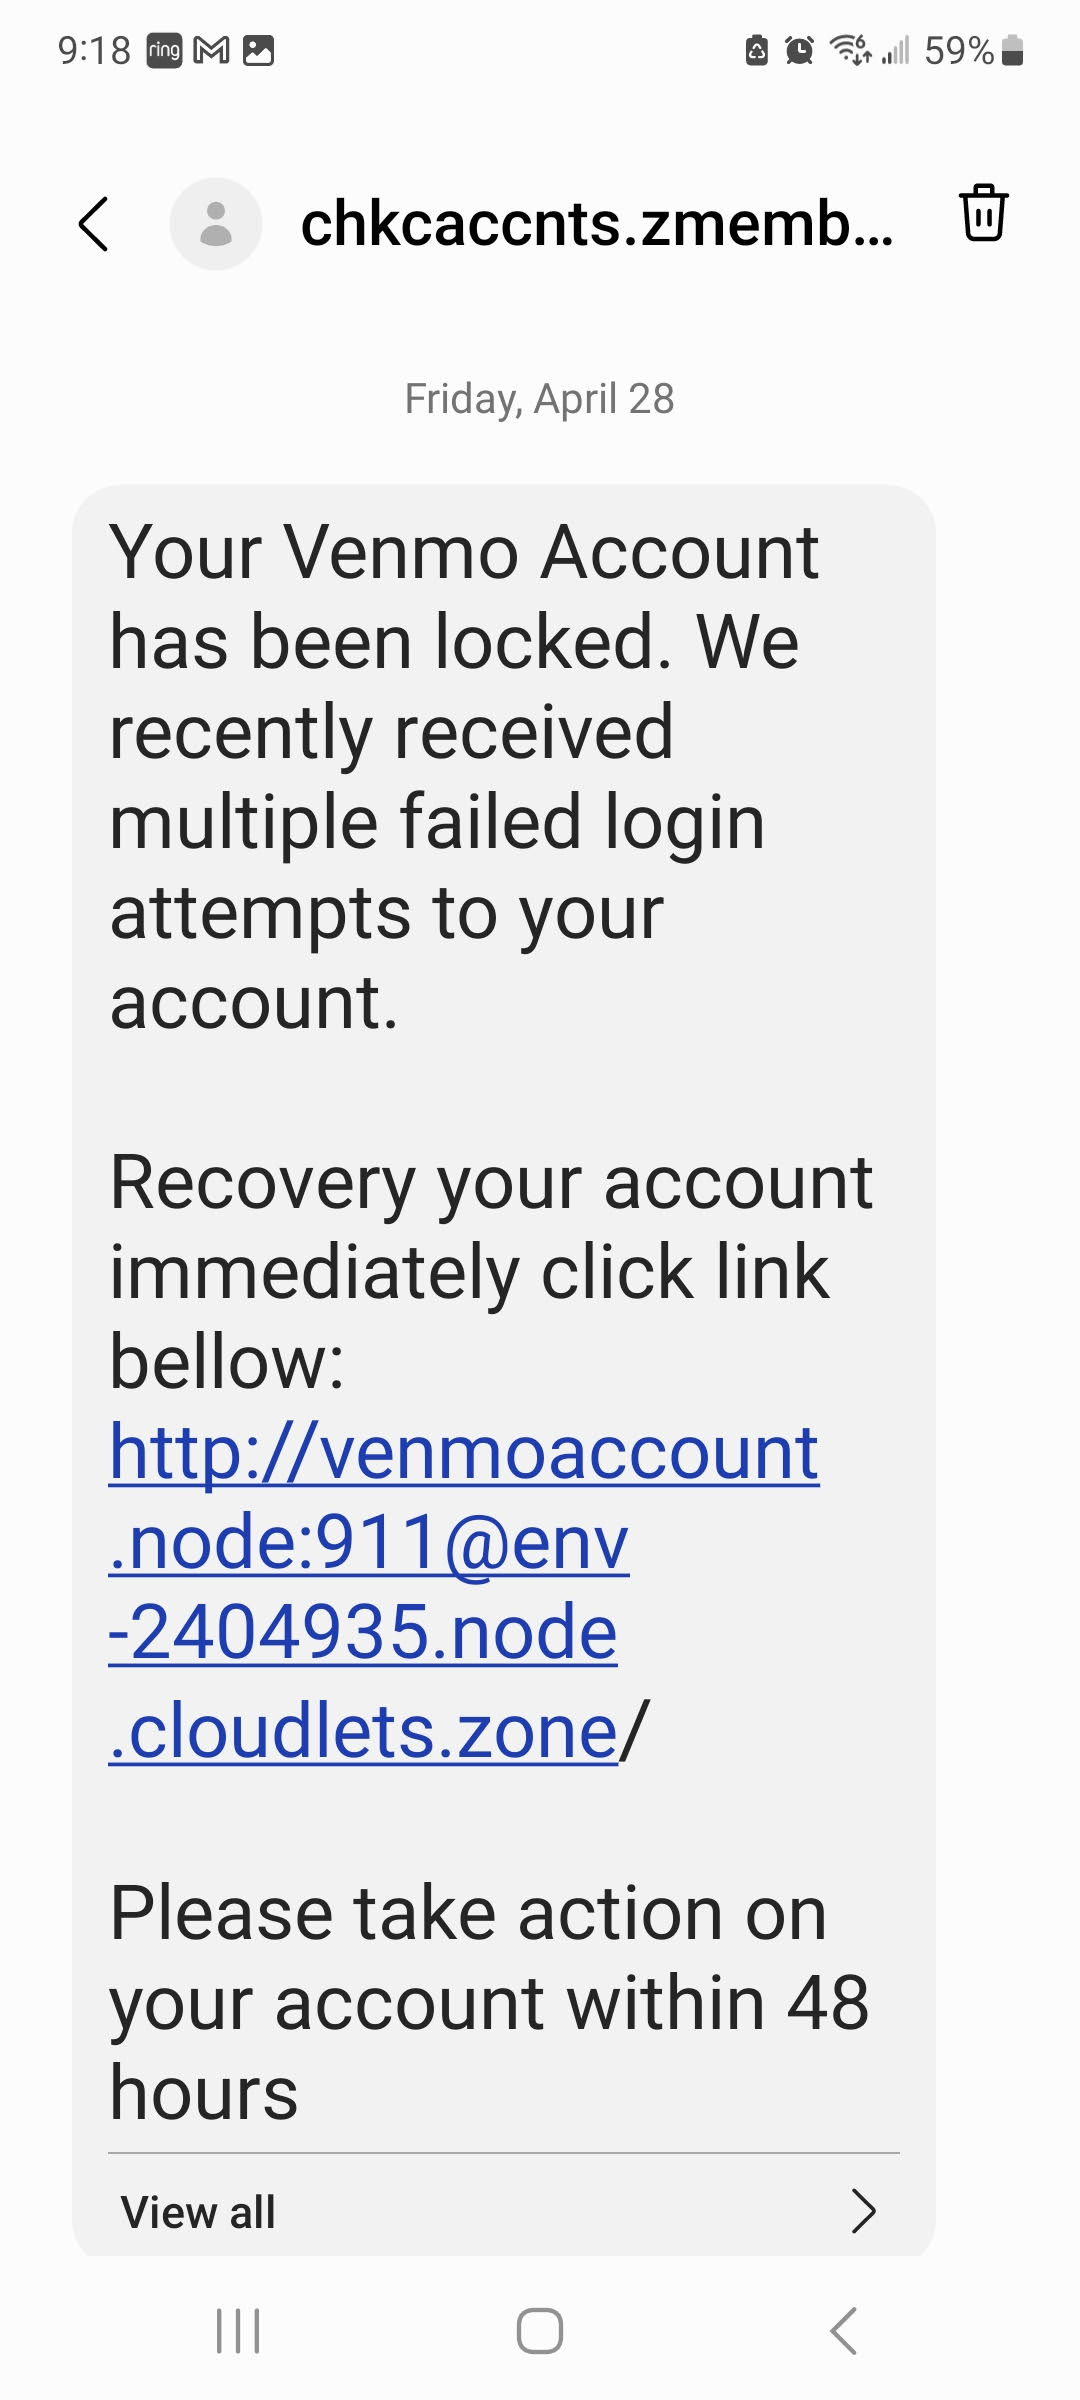 9:18 ring 59%
chkcaccnts.zmemb...
Friday, April 28
Your Venmo Account
has been locked. We
recently received
multiple failed login
attempts to your
account.
Recovery your account
immediately click link
bellow:
http://venmoaccount
.node:911@env
-2404935.node
.cloudlets.zone/
Please take action on
your account within 48
hours
View all